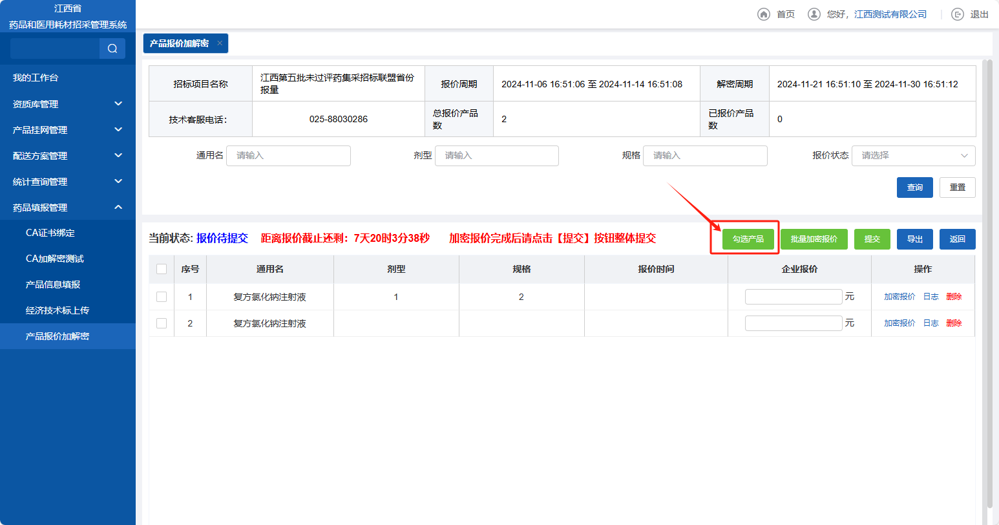 江西省
药品和医用耗材招采管理系统
首页
您好，江西测试有限公司
退出
产品报价加解密 ×
我的工作台
资质库管理
产品挂网管理
配送方案管理
统计查询管理
药品填报管理
CA证书绑定
CA加解密测试
产品信息填报
经济技术标上传
产品报价加解密
招标项目名称
江西第五批未过评药集采招标联盟省份
报量
报价周期
2024-11-06 16:51:06 至 2024-11-14 16:51:08
解密周期
2024-11-21 16:51:10 至 2024-11-30 16:51:12
技术客服电话：
025-88030286
总报价产品
数
2
已报价产品
数
0
通用名 请输入 剂型 请输入 规格 请输入 报价状态 请选择
查询 重置
当前状态: 报价待提交 距离报价截止还剩：7天20时3分38秒 加密报价完成后请点击【提交】按钮整体提交
勾选产品 批量加密报价 提交 导出 返回
序号 通用名 剂型 规格 报价时间 企业报价 操作
1 复方氯化钠注射液 1 2 元 加密报价 日志 删除
2 复方氯化钠注射液 元 加密报价 日志 删除